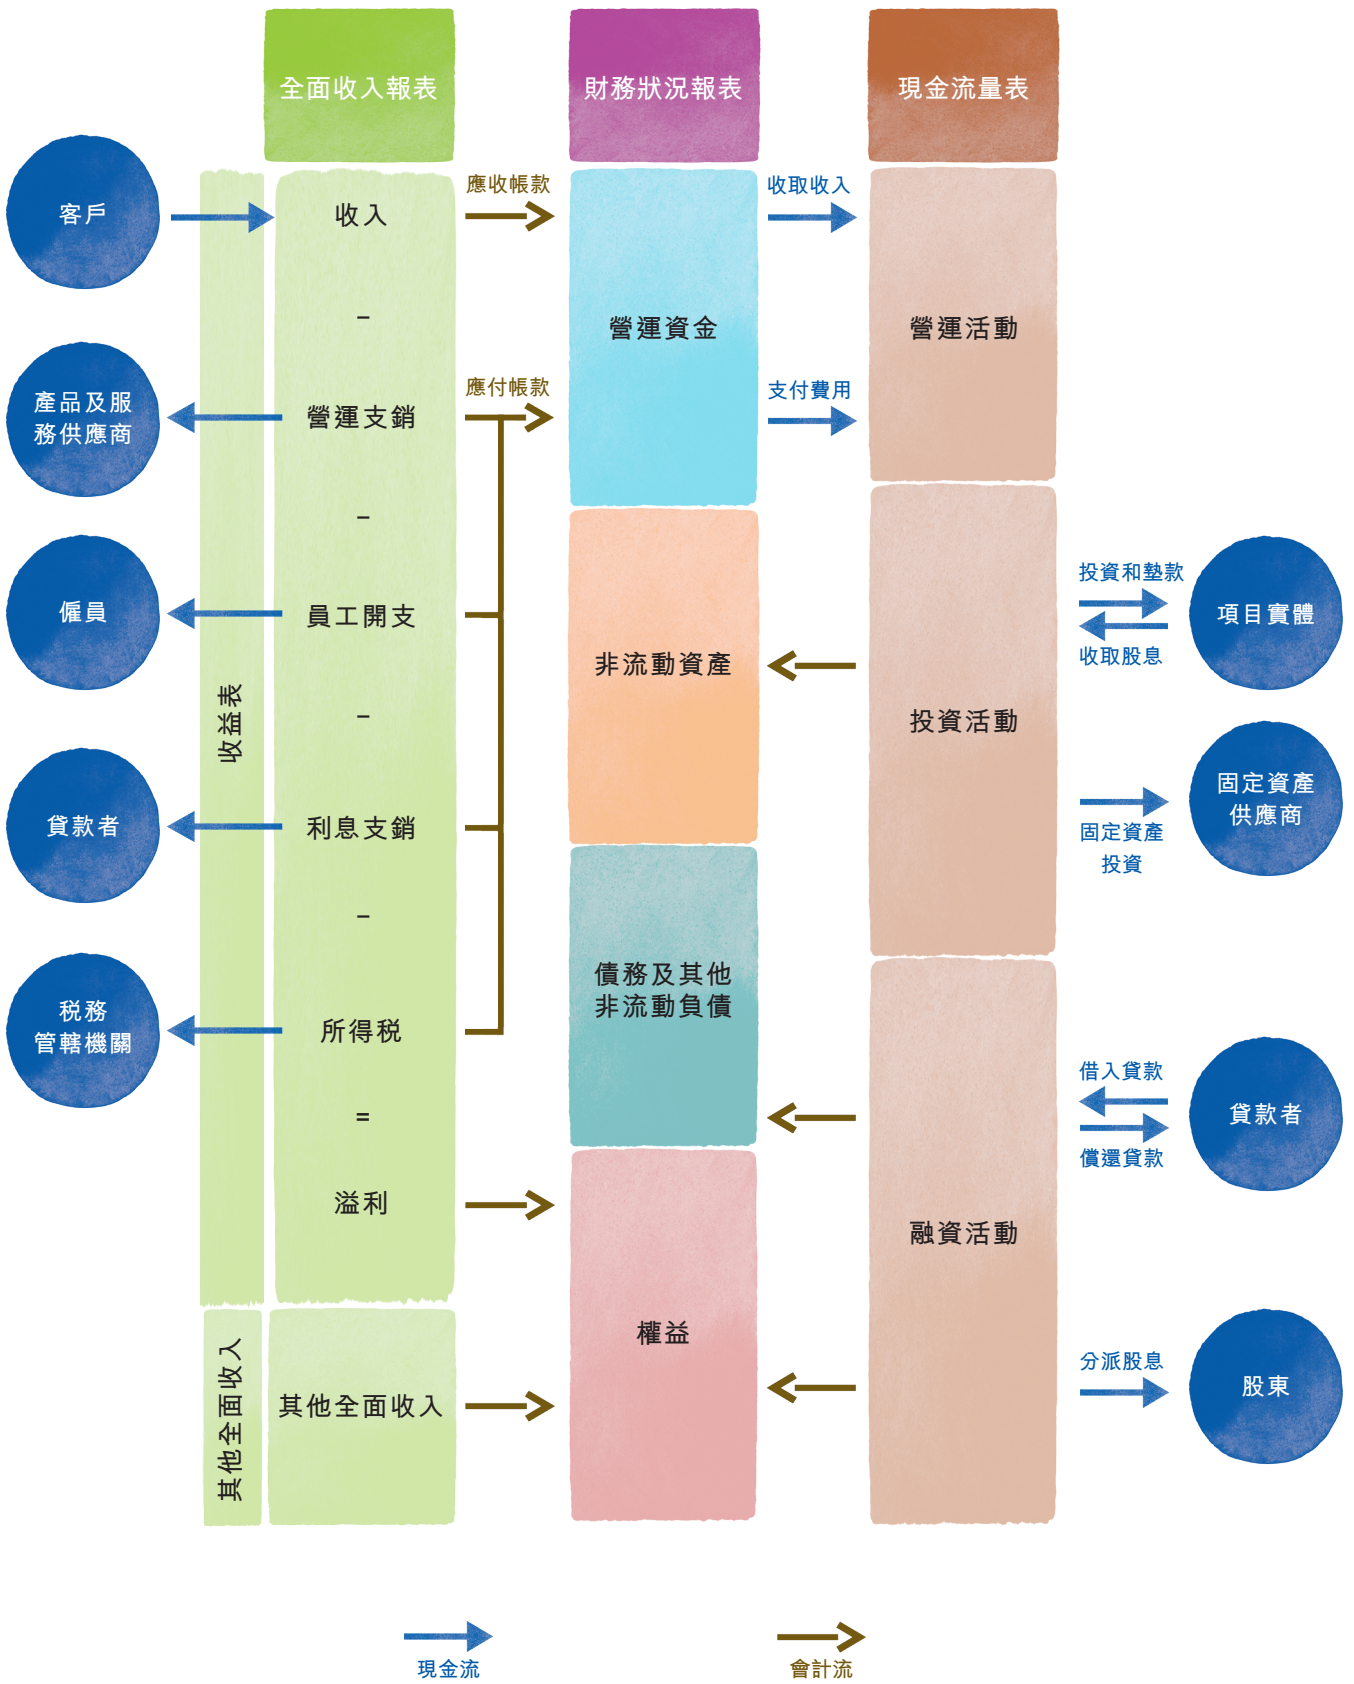 全面收入報表
財務狀況報表
現金流量表
客戶
收入
應收帳款
收取收入
–
營運資金
營運活動
產品及服
務供應商
營運支銷
應付帳款
支付費用
–
僱員
員工開支
非流動資產
投資活動
投資和墊款
收取股息
項目實體
–
收益表
貸款者
利息支銷
固定資產
投資
固定資產
供應商
–
債務及其他
非流動負債
税務
管轄機關
所得税
=
借入貸款
償還貸款
貸款者
溢利
融資活動
權益
其他全面收入
其他全面收入
分派股息
股東
現金流
會計流